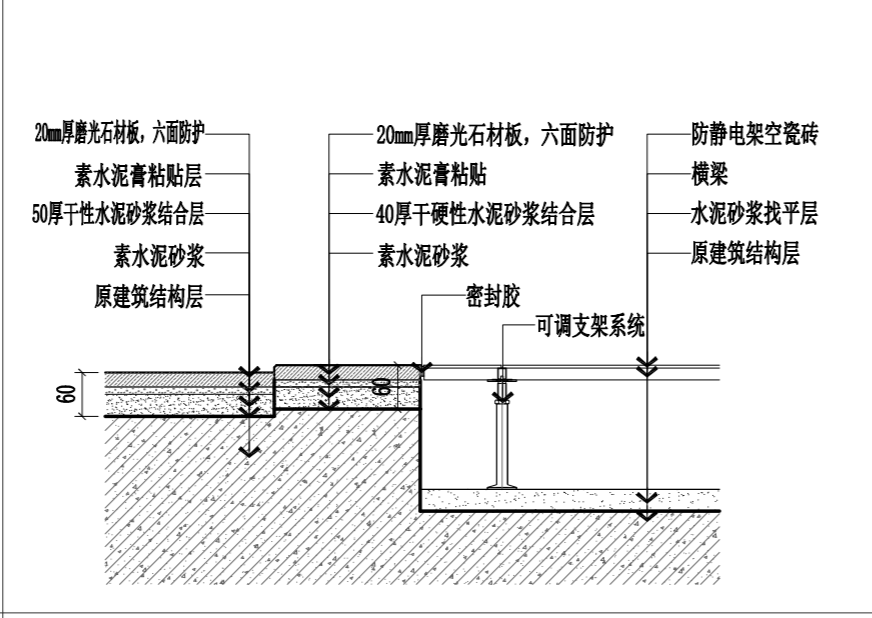 20mm厚磨光石材板，六面防护
素水泥膏粘贴层
50厚干性水泥砂浆结合层
素水泥砂浆
原建筑结构层
20mm厚磨光石材板，六面防护
素水泥膏粘贴
40厚干硬性水泥砂浆结合层
素水泥砂浆
密封胶
可调支架系统
防静电架空瓷砖
横梁
水泥砂浆找平层
原建筑结构层
60
60